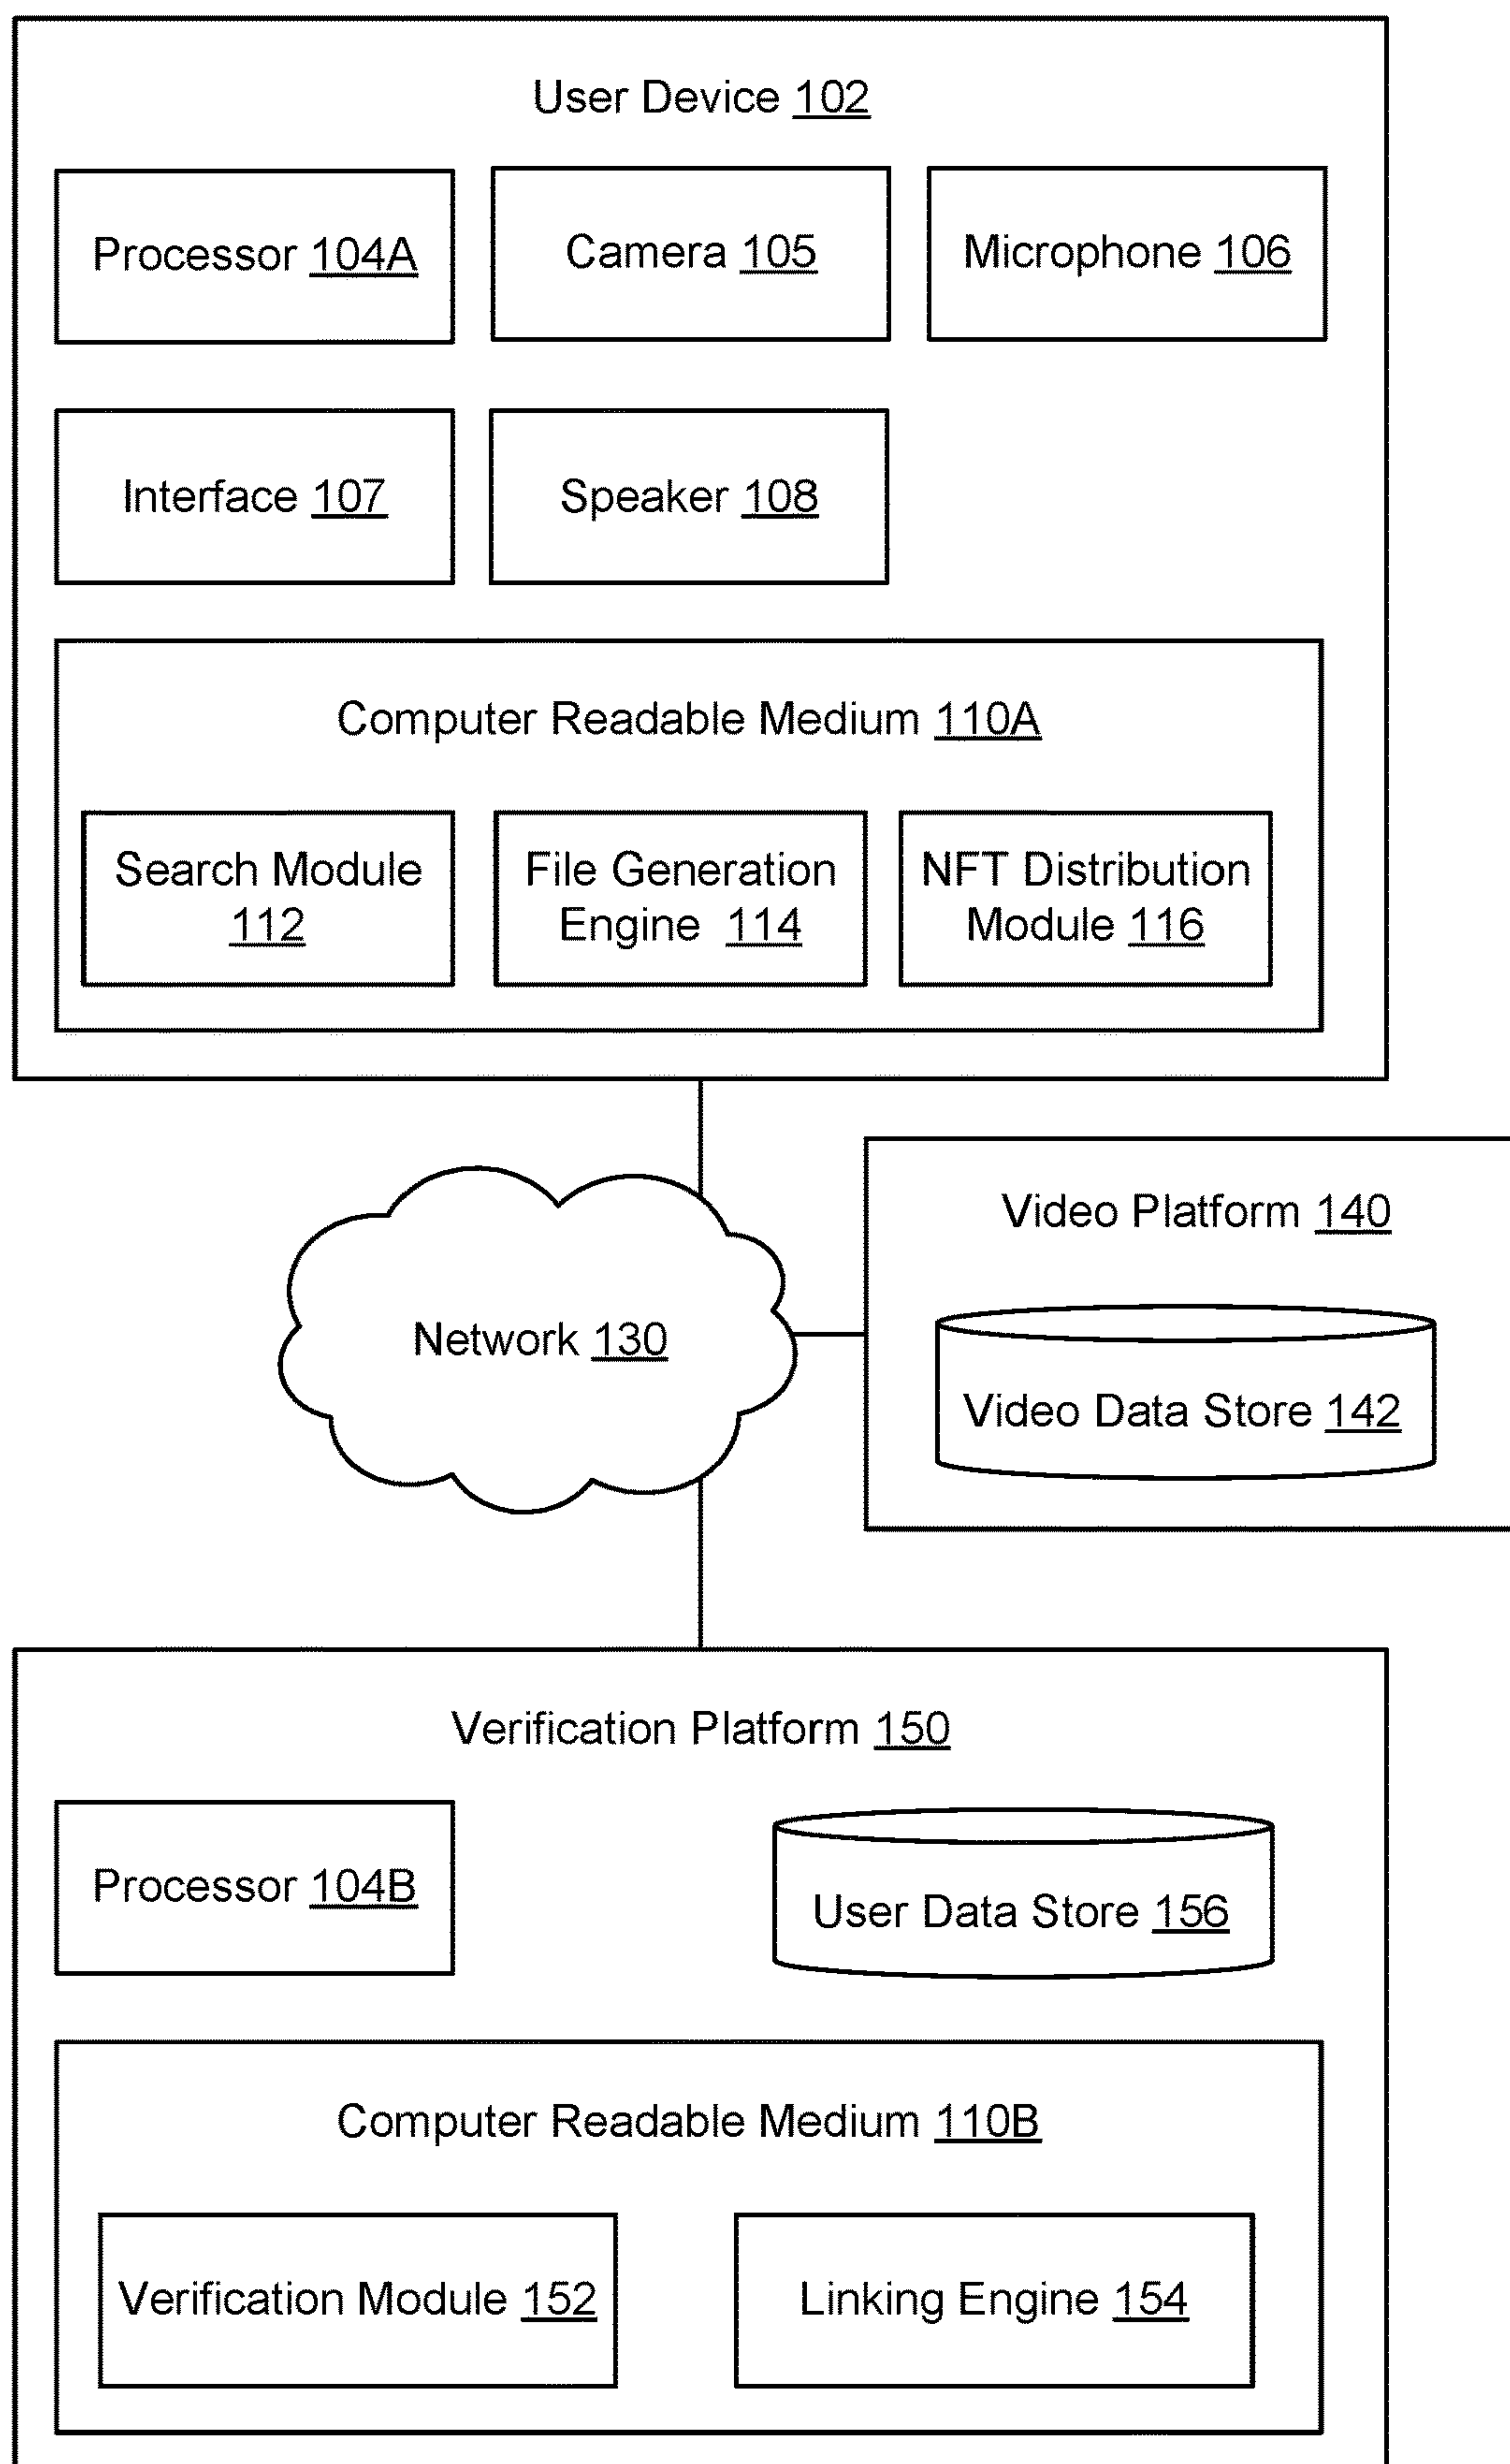 User Device 102
Processor 104A
Camera 105
Microphone 106
Interface 107
Speaker 108
Computer Readable Medium 110A
Search Module
112
File Generation
Engine 114
NFT Distribution
Module 116
Network 130
Video Platform 140
Video Data Store 142
Verification Platform 150
Processor 104B
User Data Store 156
Computer Readable Medium 110B
Verification Module 152
Linking Engine 154